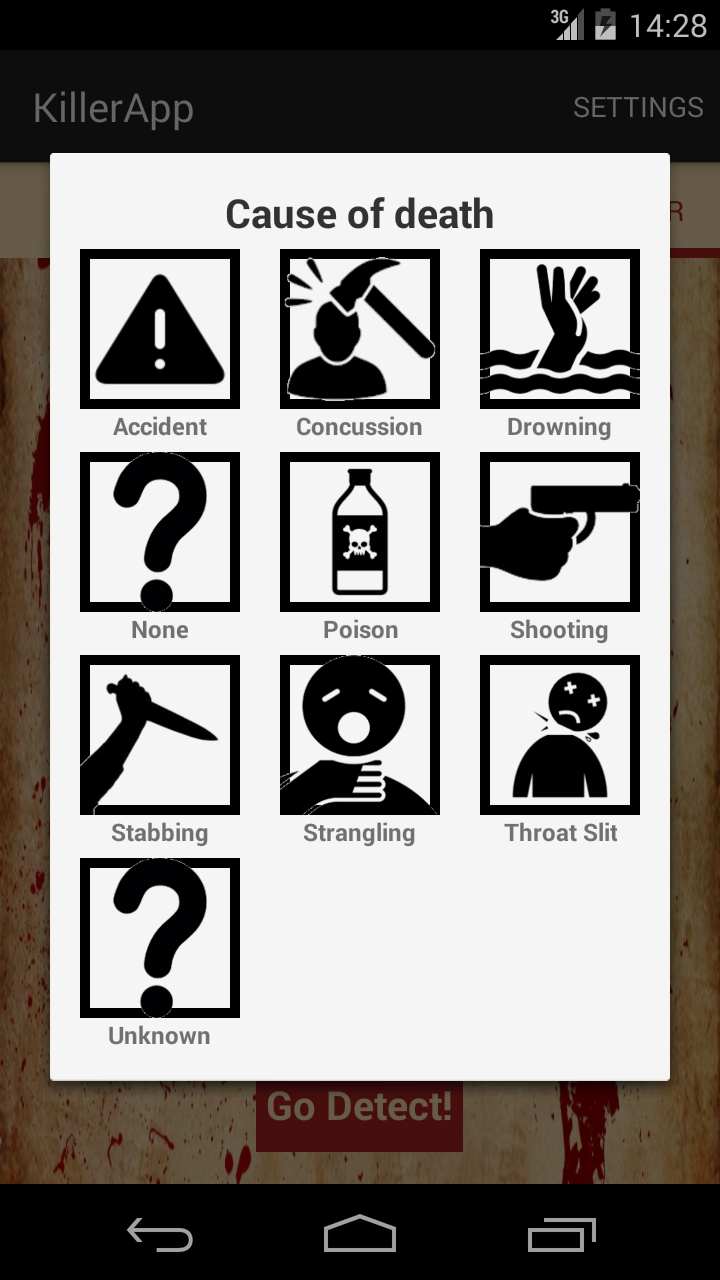 3G 14:28
KillerApp SETTINGS
R
Cause of death
Accident Concussion Drowning
None Poison Shooting
Stabbing Strangling Throat Slit
Unknown
Go Detect!